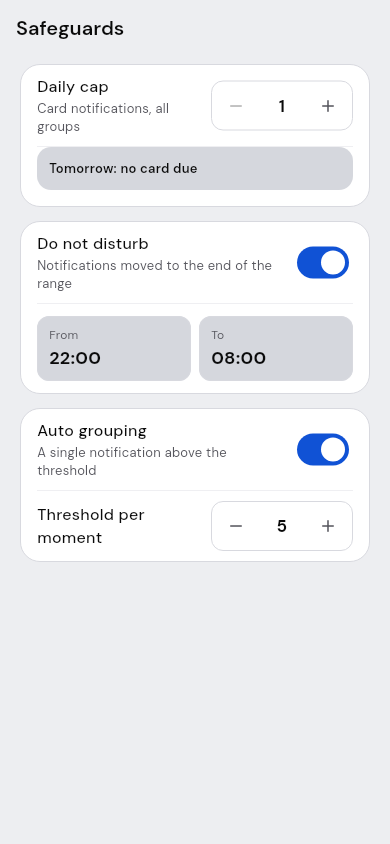 Safeguards
Daily cap
Card notifications, all
groups
1
Tomorrow: no card due
Do not disturb
Notifications moved to the end of the
range
From
22:00
To
08:00
Auto grouping
A single notification above the
threshold
Threshold per
moment
5